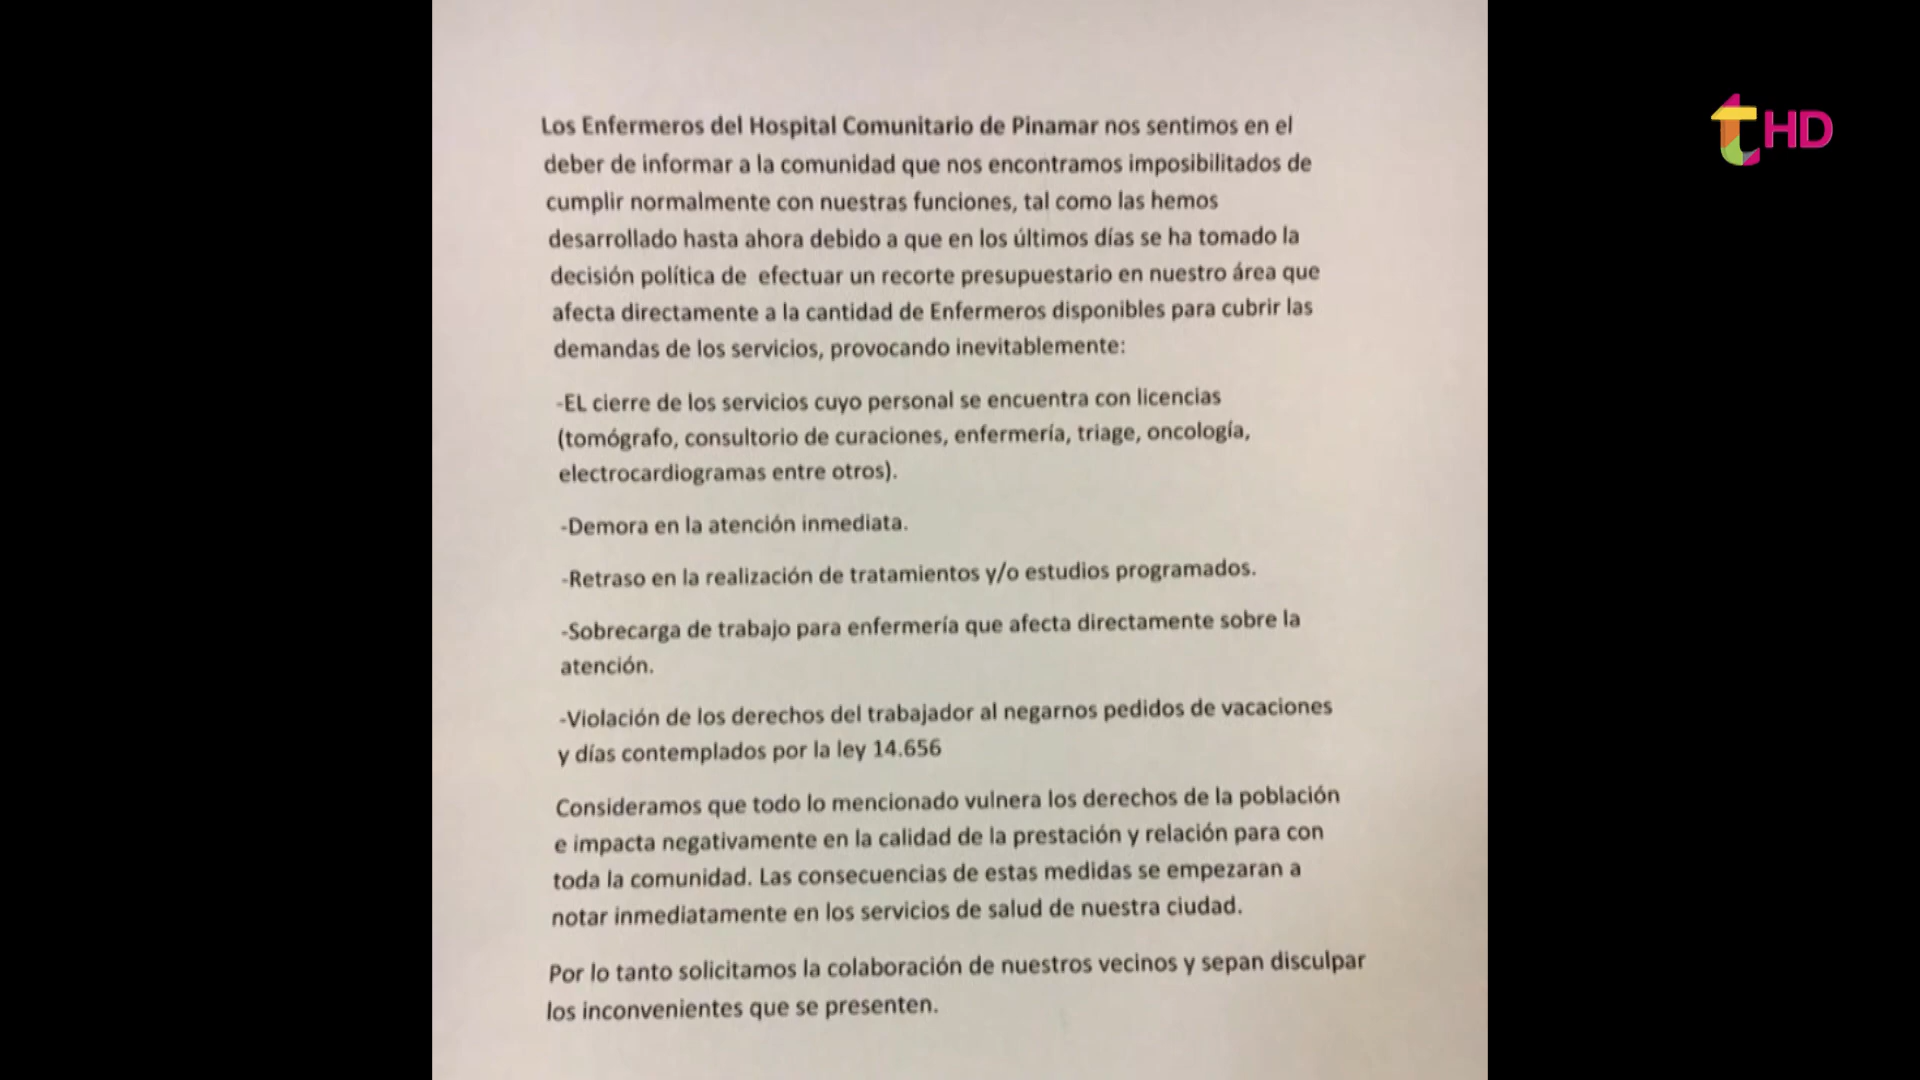 Los Enfermeros del Hospital Comunitario de Pinamar nos sentimos en el
deber de informar a la comunidad que nos encontramos imposibilitados de
cumplir normalmente con nuestras funciones, tal como las hemos
desarrollado hasta ahora debido a que en los últimos días se ha tomado la
decisión política de efectuar un recorte presupuestario en nuestro área que
afecta directamente a la cantidad de Enfermeros disponibles para cubrir las
demandas de los servicios, provocando inevitablemente:
-EL cierre de los servicios cuyo personal se encuentra con licencias
(tomógrafo, consultorio de curaciones, enfermería, triage, oncología,
electrocardiogramas entre otros).
-Demora en la atención inmediata.
-Retraso en la realización de tratamientos y/o estudios programados.
-Sobrecarga de trabajo para enfermería que afecta directamente sobre la
atención.
-Violación de los derechos del trabajador al negarnos pedidos de vacaciones
y días contemplados por la ley 14.656
Consideramos que todo lo mencionado vulnera los derechos de la población
e impacta negativamente en la calidad de la prestación y relación para con
toda la comunidad. Las consecuencias de estas medidas se empezaran a
notar inmediatamente en los servicios de salud de nuestra ciudad.
Por lo tanto solicitamos la colaboración de nuestros vecinos y sepan disculpar
los inconvenientes que se presenten.
t HD